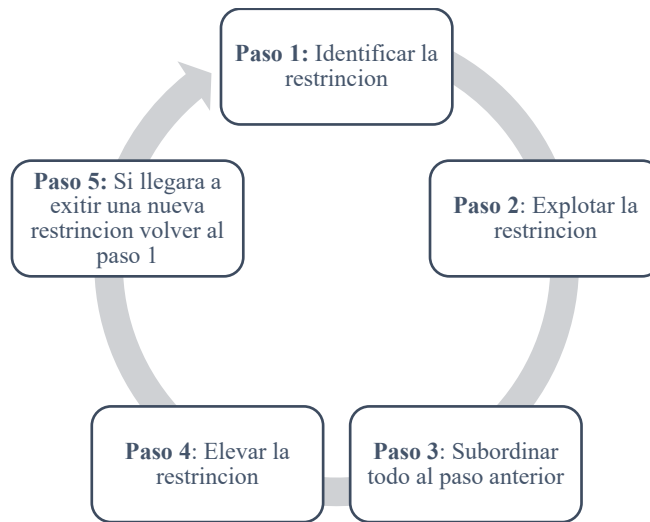 Paso 1: Identificar la
restrincion
Paso 2: Explotar la
restrincion
Paso 3: Subordinar
todo al paso anterior
Paso 4: Elevar la
restrincion
Paso 5: Si llegara a
exitir una nueva
restrincion volver al
paso 1